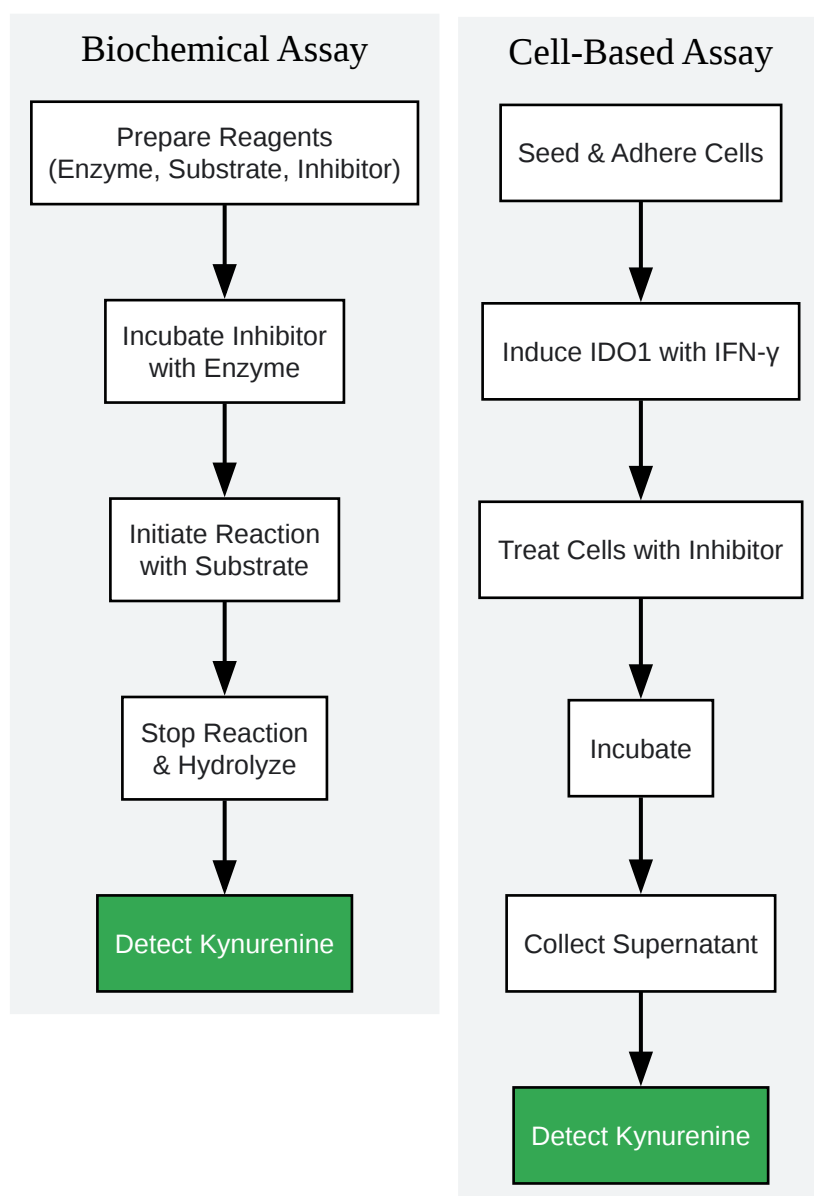 Biochemical Assay
Prepare Reagents
(Enzyme, Substrate, Inhibitor)
Incubate Inhibitor
with Enzyme
Initiate Reaction
with Substrate
Stop Reaction
& Hydrolyze
Detect Kynurenine
Cell-Based Assay
Seed & Adhere Cells
Induce IDO1 with IFN-γ
Treat Cells with Inhibitor
Incubate
Collect Supernatant
Detect Kynurenine